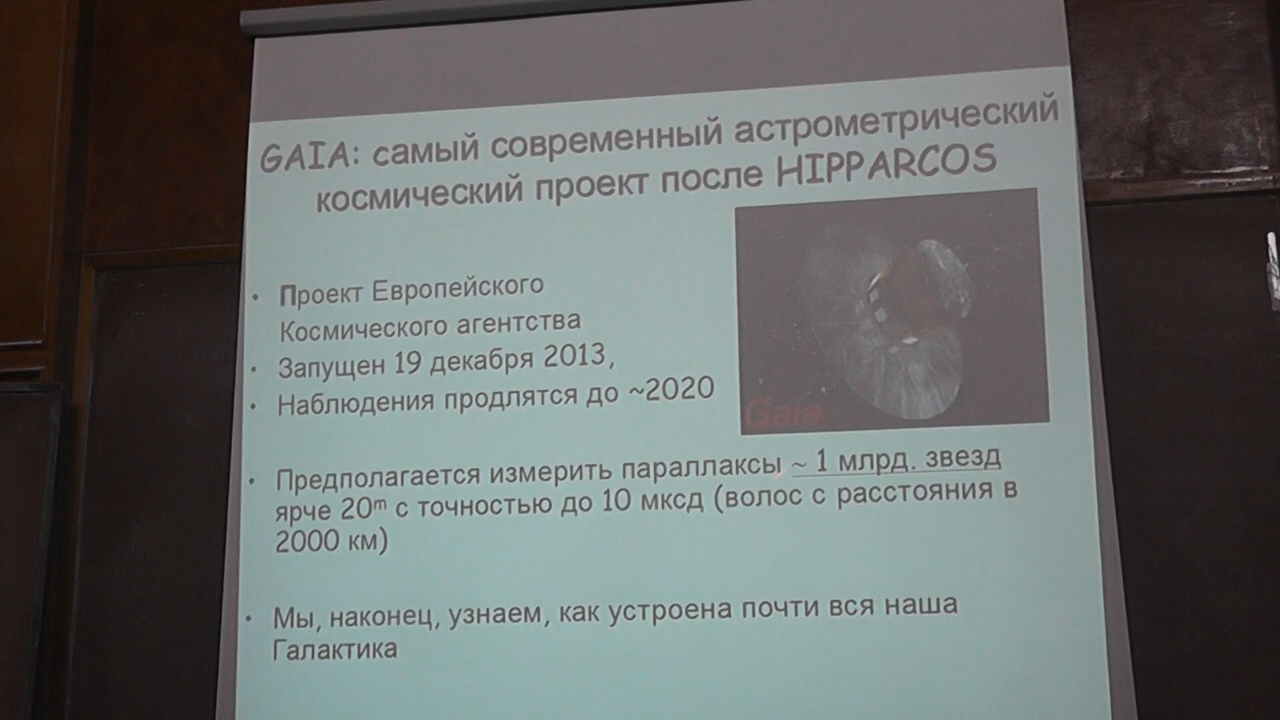 GAIA: самый современный астрометрический
космический проект после HIPPARCOS
• Проект Европейского
Космического агентства
• Запущен 19 декабря 2013,
• Наблюдения продлятся до ~2020
Gaia
• Предполагается измерить параллаксы ~ 1 млрд. звезд
ярче 20ᵐ с точностью до 10 мксд (волос с расстояния в
2000 км)
• Мы, наконец, узнаем, как устроена почти вся наша
Галактика